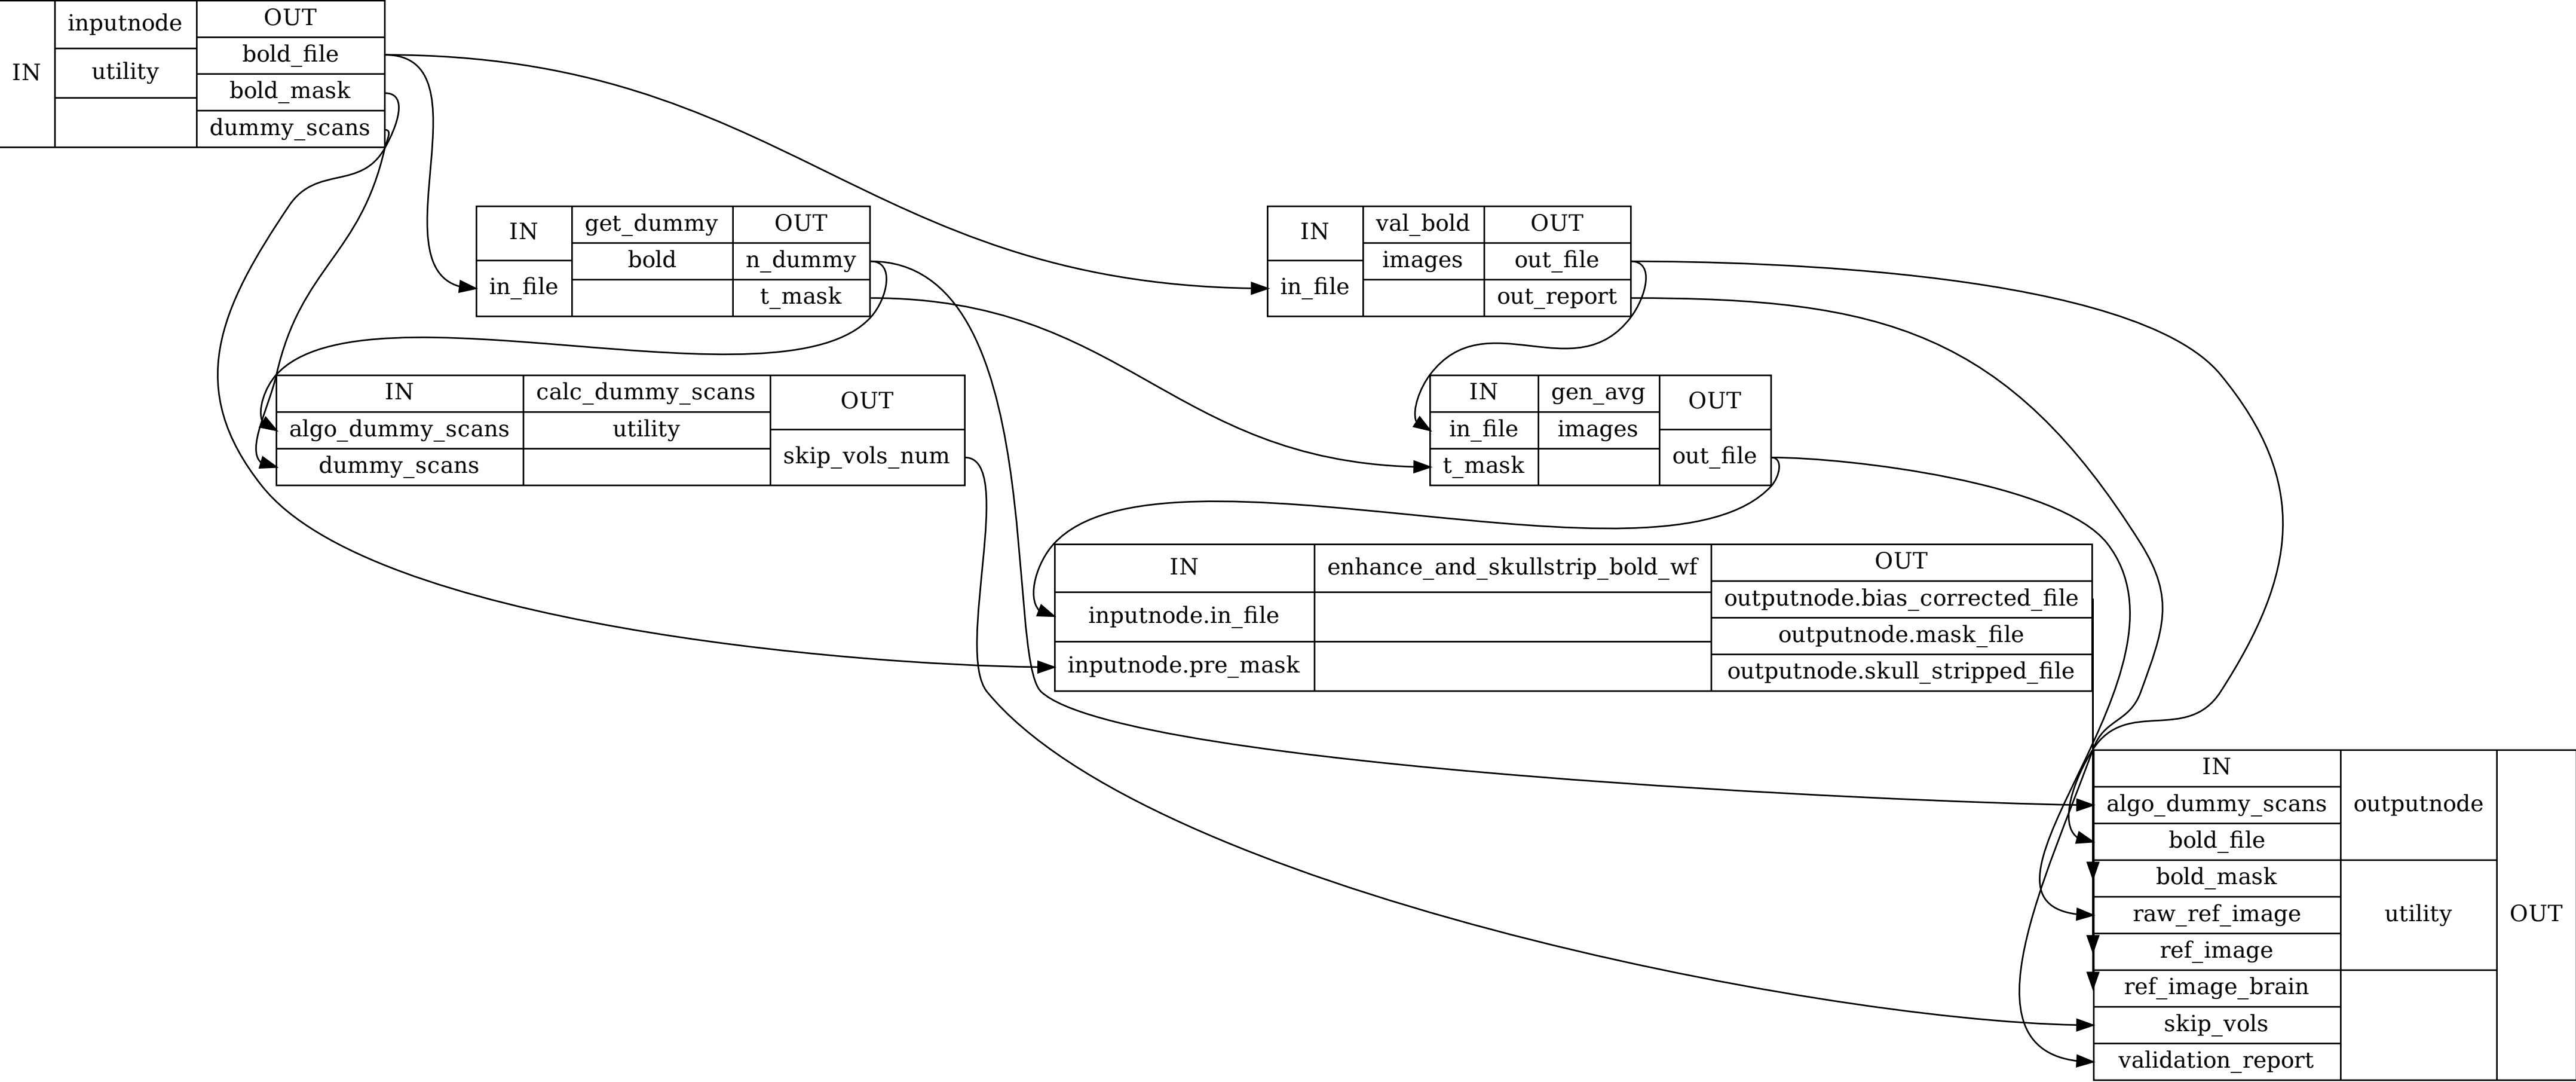 IN
inputnode
utility
OUT
bold_file
bold_mask
dummy_scans
IN
in_file
get_dummy
bold
OUT
n_dummy
t_mask
IN
in_file
val_bold
images
OUT
out_file
out_report
IN
algo_dummy_scans
dummy_scans
calc_dummy_scans
utility
OUT
skip_vols_num
IN
in_file
t_mask
gen_avg
images
OUT
out_file
IN
inputnode.in_file
inputnode.pre_mask
enhance_and_skullstrip_bold_wf
OUT
outputnode.bias_corrected_file
outputnode.mask_file
outputnode.skull_stripped_file
IN
algo_dummy_scans
bold_file
bold_mask
raw_ref_image
ref_image
ref_image_brain
skip_vols
validation_report
outputnode
utility
OUT